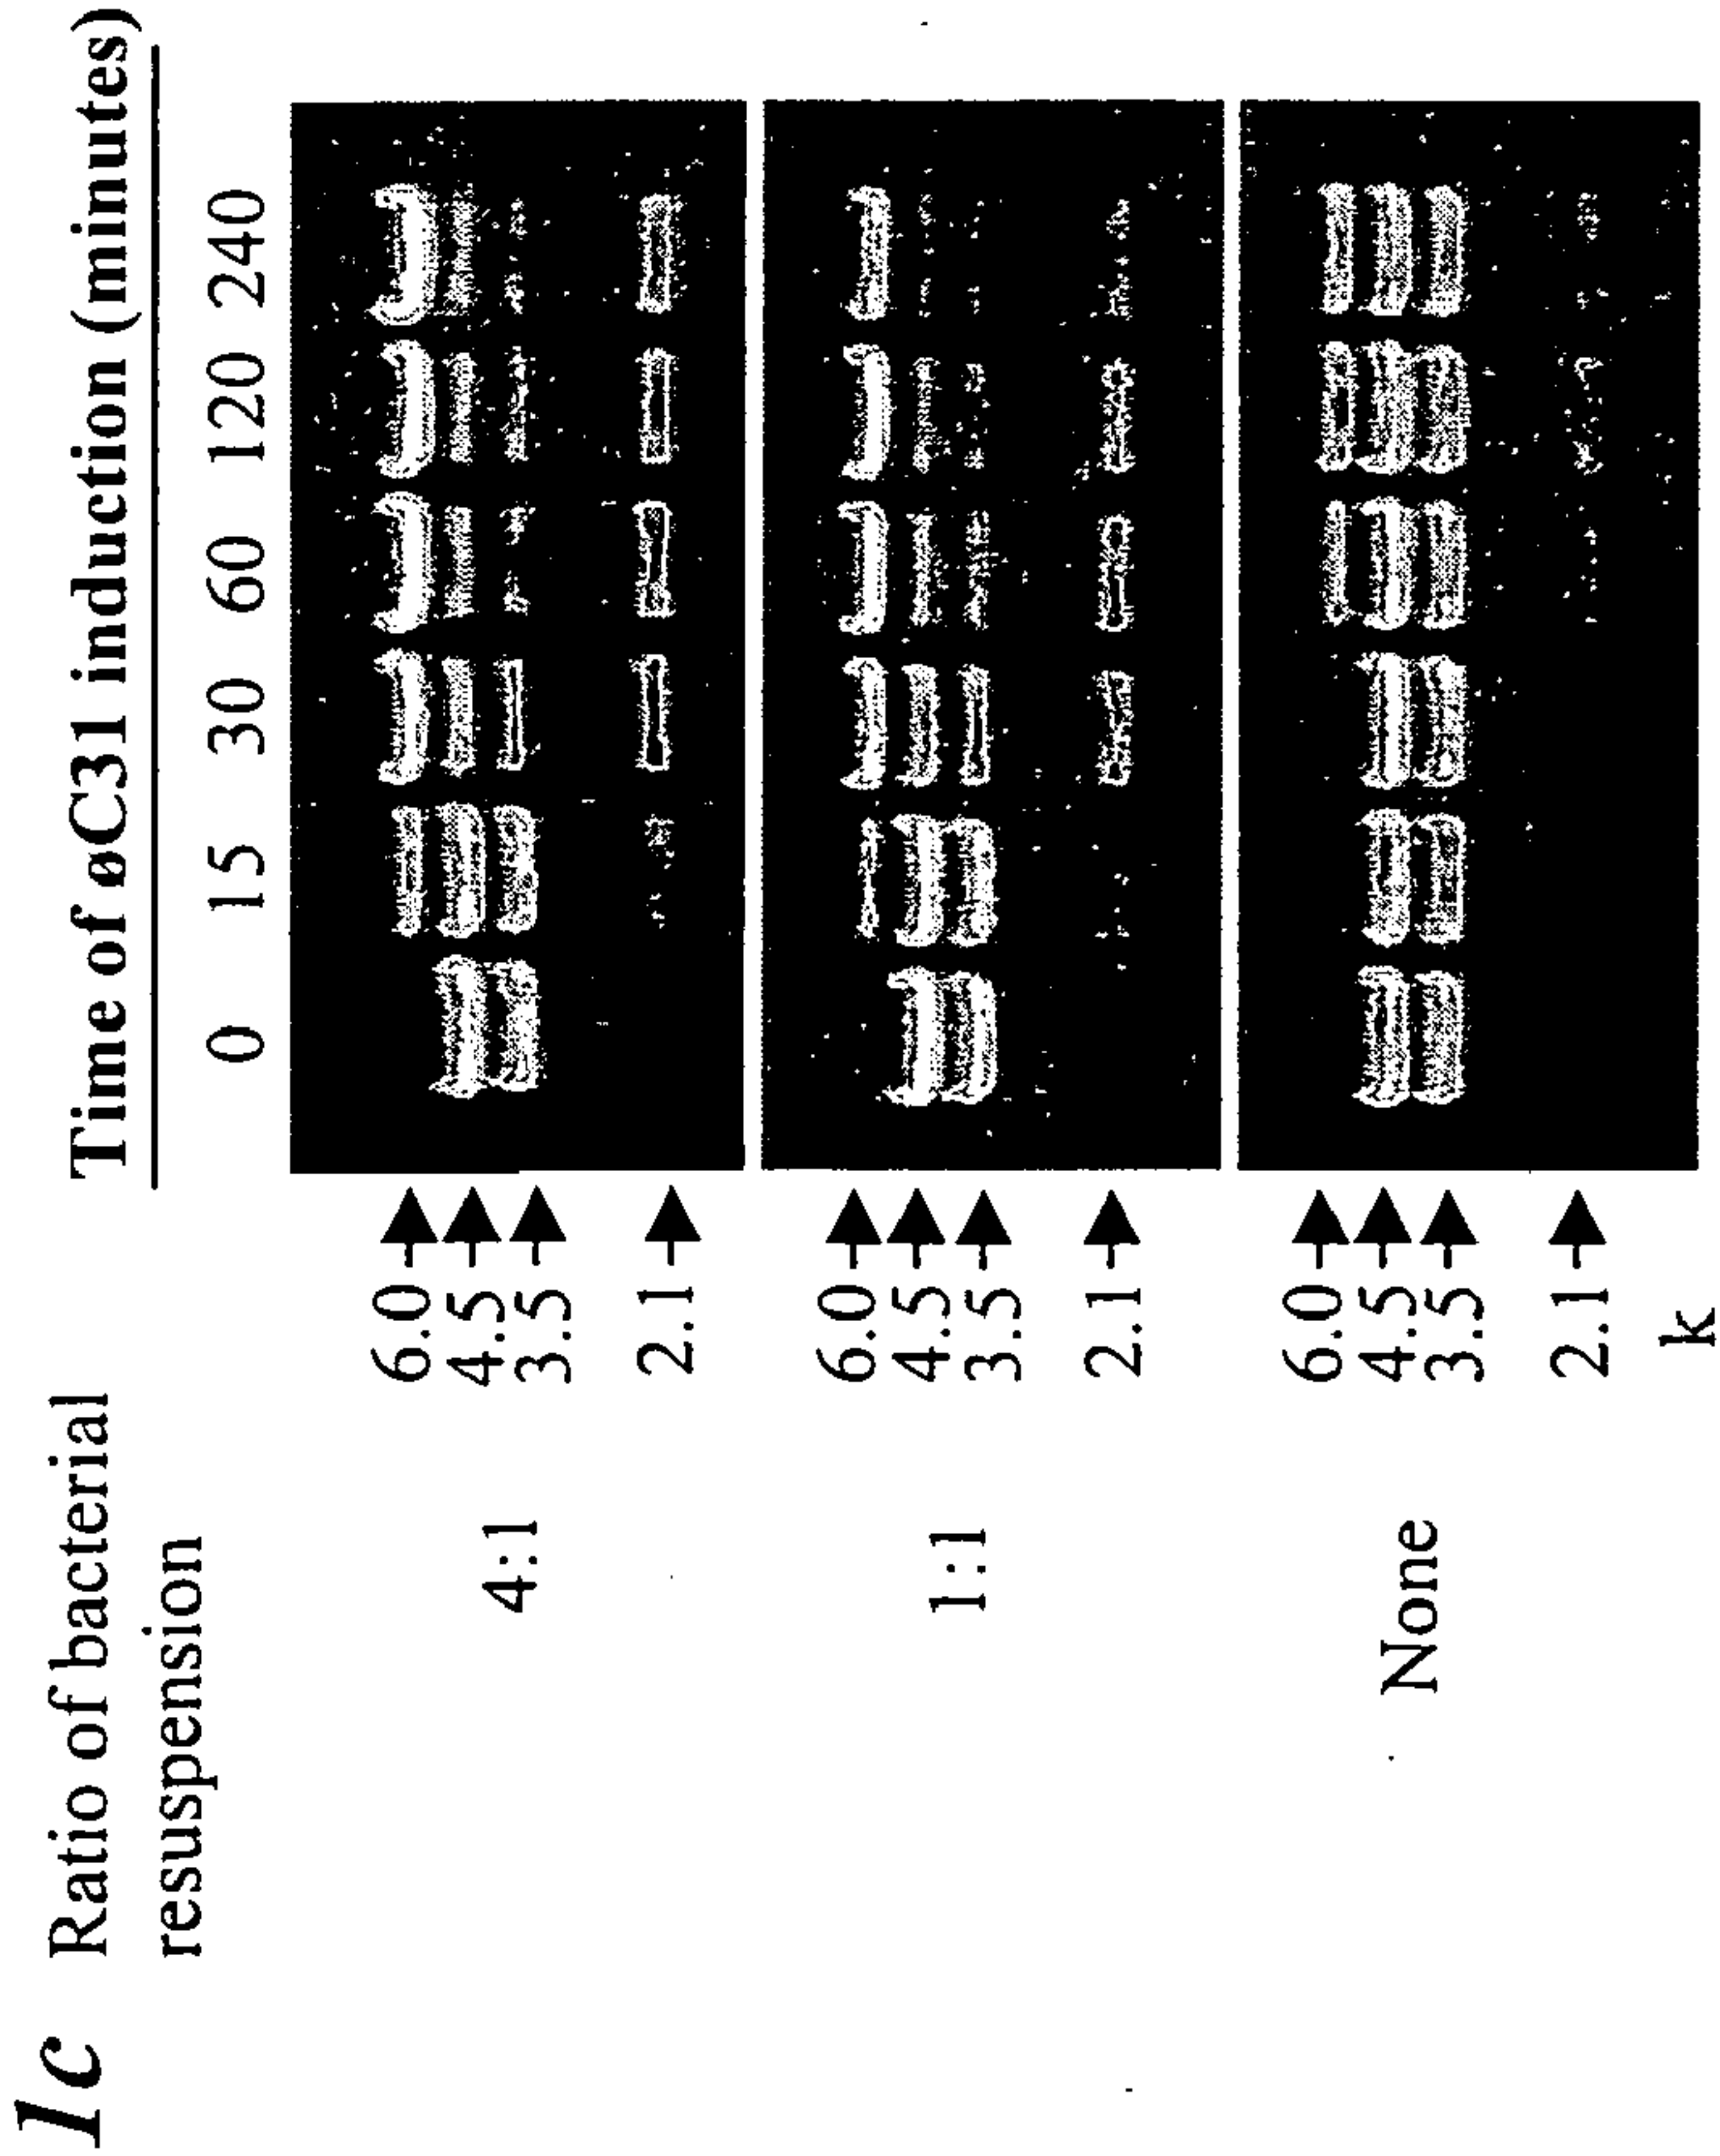 1c
Ratio of bacterial
resuspension
Time of øC31 induction (minutes)
0 15 30 60 120 240
4:1
6.0
4.5
3.5
2.1
1:1
6.0
4.5
3.5
2.1
None
6.0
4.5
3.5
2.1
k